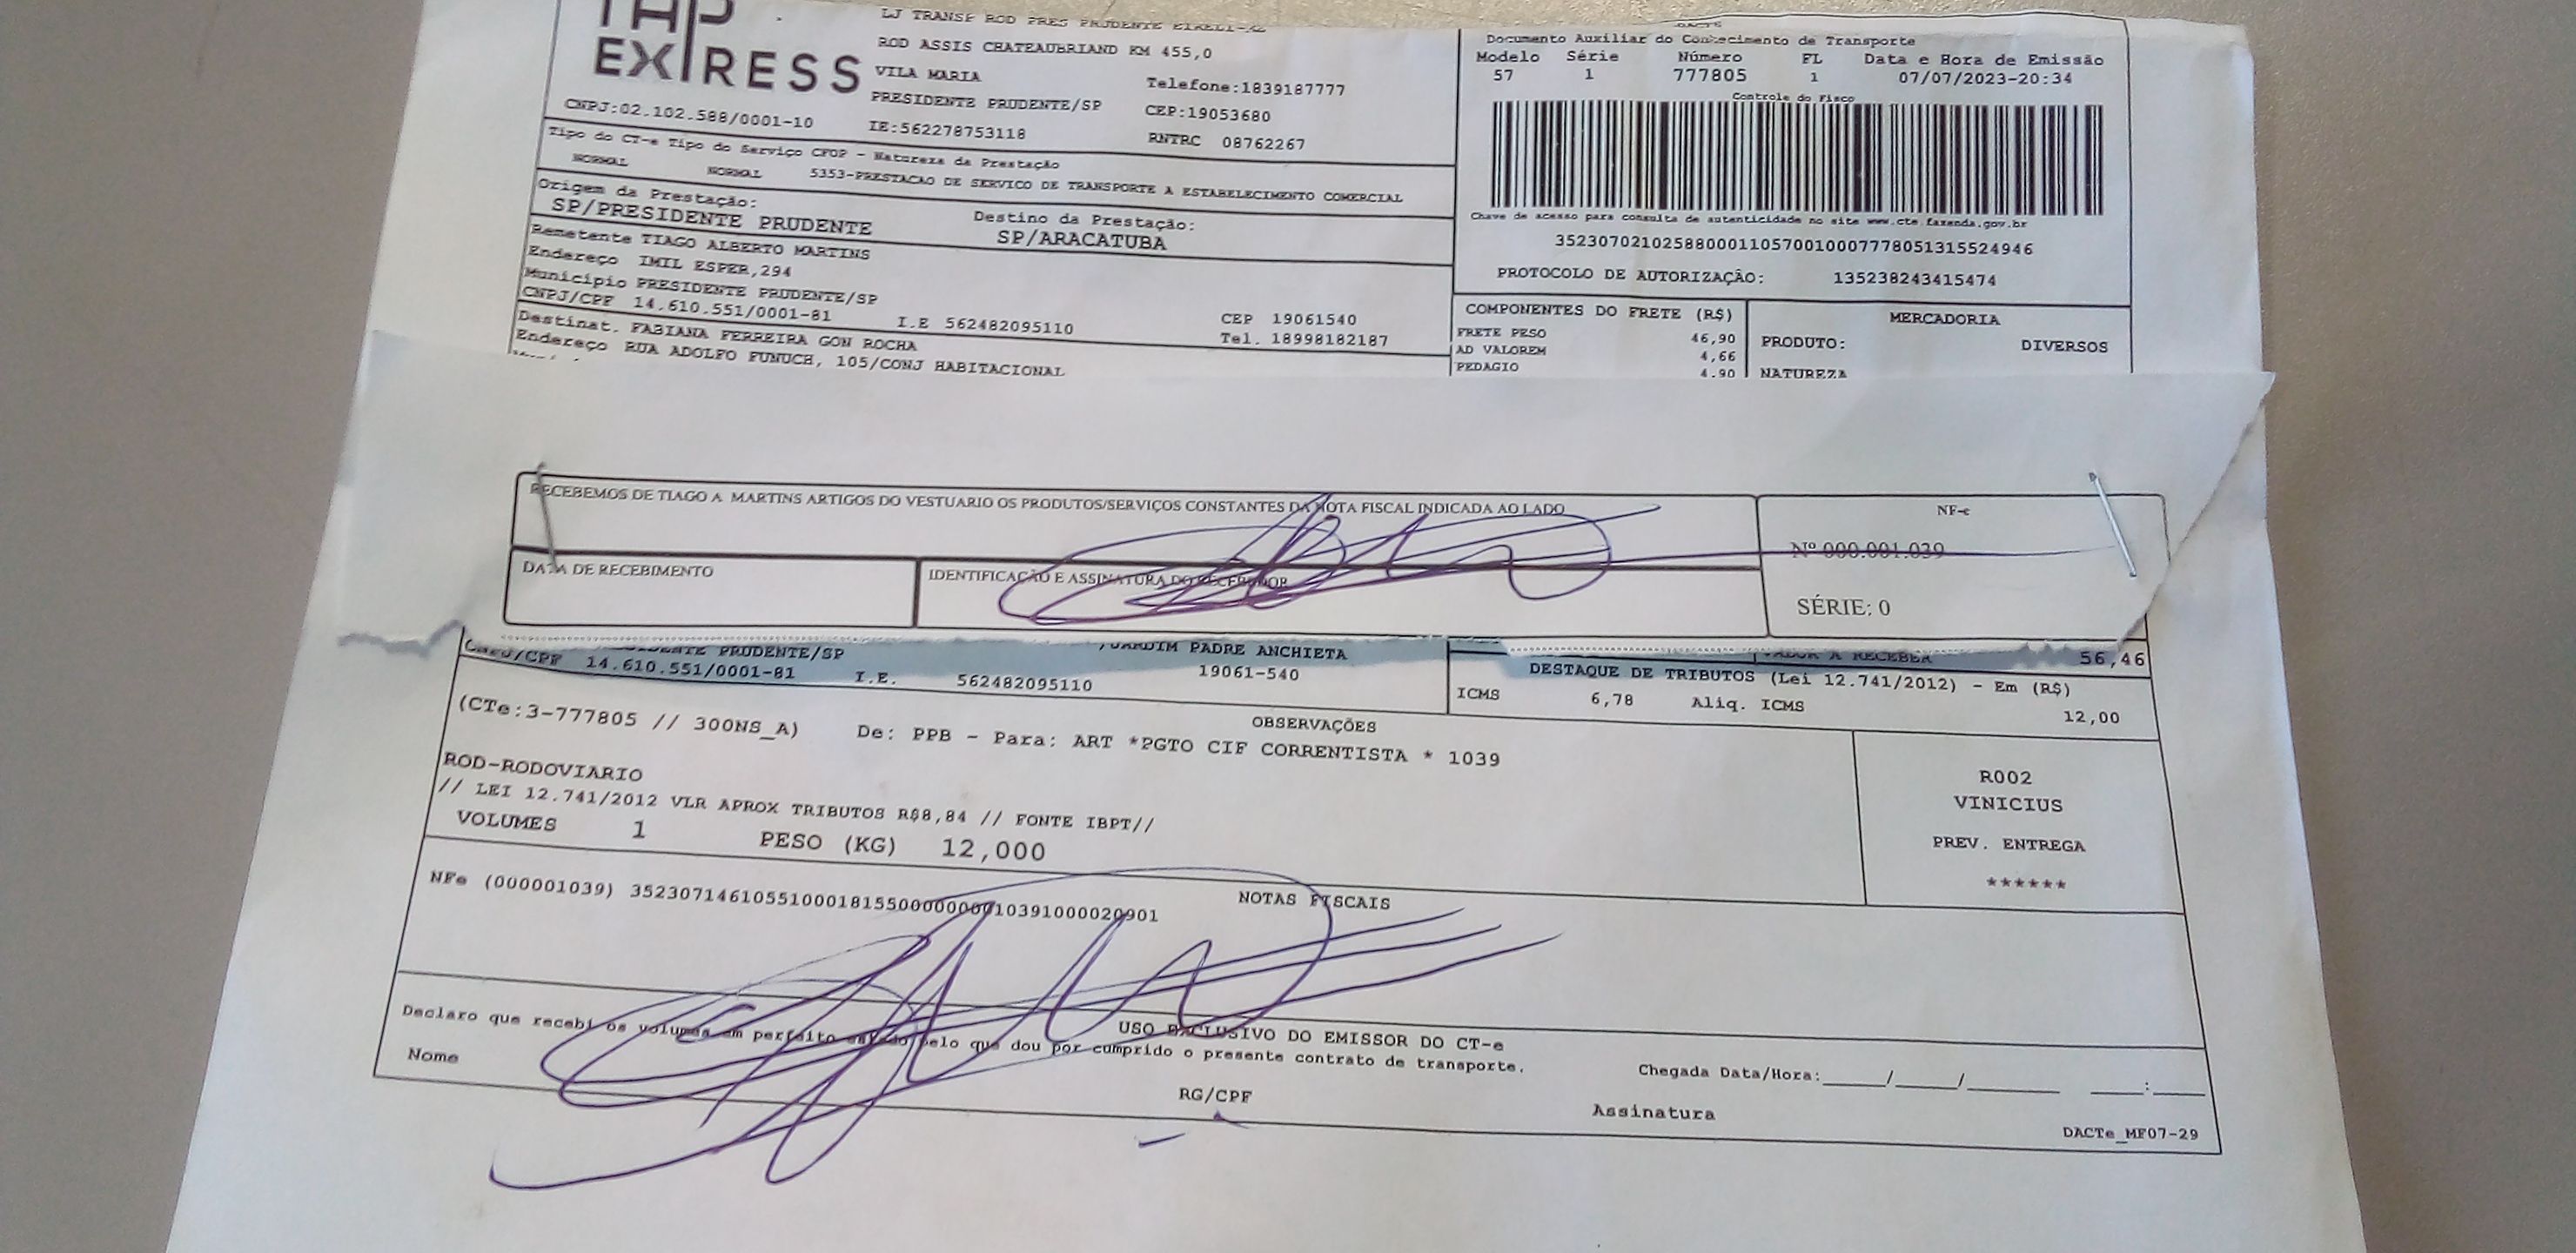 EXPRESS
CNPJ:02.102.588/0001-10
LJ TRANSP ROD PRES PRUDENTE EIRELI-
ROD ASSIS CHATEAUBRIAND KM 455,0
VILA MARIA Telefone:1839187777
PRESIDENTE PRUDENTE/SP CEP:19053680
IE:562278753118 RNTRC 08762267
Documento Auxiliar do Conhecimento de Transporte
Modelo Série Número FL Data e Hora de Emissão
57 1 777805 1 07/07/2023-20:34
Controle do Fisco
Chave de acesso para consulta de autenticidade no site www.cte.fazenda.gov.br
35230702102588000110570010007778051315524946
PROTOCOLO DE AUTORIZAÇÃO: 135238243415474
Tipo do CT-e Tipo do Serviço CFOP - Natureza da Prestação
NORMAL NORMAL 5353-PRESTACAO DE SERVICO DE TRANSPORTE A ESTABELECIMENTO COMERCIAL
Origem da Prestação: Destino da Prestação:
SP/PRESIDENTE PRUDENTE SP/ARACATUBA
Remetente TIAGO ALBERTO MARTINS
Endereço IMIL ESPER,294
Município PRESIDENTE PRUDENTE/SP CEP 19061540
CNPJ/CPF 14.610.551/0001-81 I.E 562482095110 Tel. 18998182187
Destinat. FABIANA FERREIRA GON ROCHA
Endereço RUA ADOLFO FUNUCH, 105/CONJ HABITACIONAL
COMPONENTES DO FRETE (R$) MERCADORIA
FRETE PESO 46,90 PRODUTO: DIVERSOS
AD VALOREM 4,66
PEDAGIO 4,90 NATUREZA
RECEBEMOS DE TIAGO A MARTINS ARTIGOS DO VESTUARIO OS PRODUTOS/SERVIÇOS CONSTANTES DA NOTA FISCAL INDICADA AO LADO
NF-e
Nº 000.001.039
SÉRIE: 0
DATA DE RECEBIMENTO IDENTIFICAÇÃO E ASSINATURA DO RECEBEDOR
PRUDENTE/SP JARDIM PADRE ANCHIETA VALOR A RECEBER 56,46
CNPJ/CPF 14.610.551/0001-81 I.E. 562482095110 19061-540
DESTAQUE DE TRIBUTOS (Lei 12.741/2012) - Em (R$)
ICMS 6,78 Aliq. ICMS 12,00
OBSERVAÇÕES
(CTe:3-777805 // 300NS_A) De: PPB - Para: ART *PGTO CIF CORRENTISTA * 1039
ROD-RODOVIARIO
// LEI 12.741/2012 VLR APROX TRIBUTOS R$8,84 // FONTE IBPT//
VOLUMES 1 PESO (KG) 12,000
R002
VINICIUS
PREV. ENTREGA
******
NOTAS FISCAIS
NFe (000001039) 35230714610551000181550000000010391000020901
USO EXCLUSIVO DO EMISSOR DO CT-e
Declaro que recebi os volumes em perfeito estado pelo que dou por cumprido o presente contrato de transporte.
Nome RG/CPF Assinatura
Chegada Data/Hora:_____/_____/_______ ____:____
DACTe_MF07-29